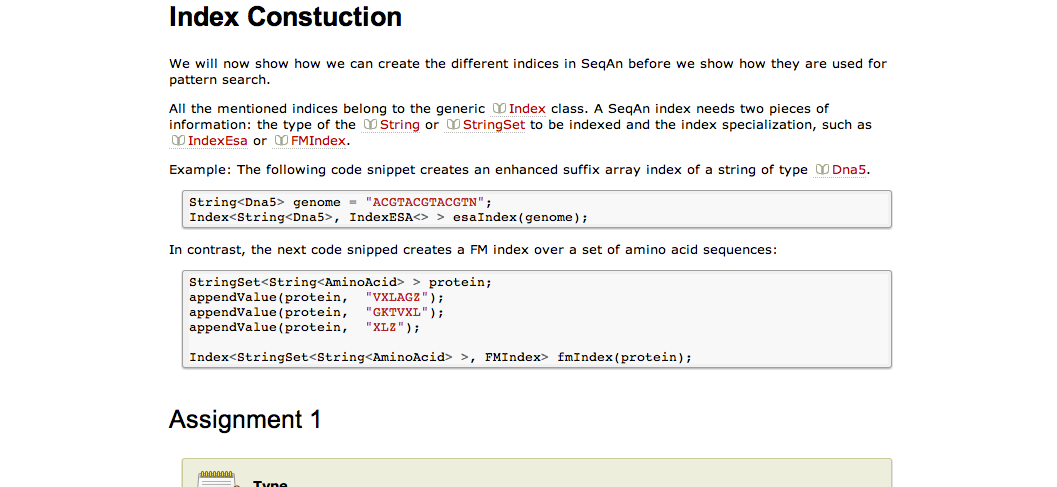 Index Constuction
We will now show how we can create the different indices in SeqAn before we show how they are used for
pattern search.
All the mentioned indices belong to the generic Index class. A SeqAn index needs two pieces of
information: the type of the String or StringSet to be indexed and the index specialization, such as
IndexEsa or FMIndex.
Example: The following code snippet creates an enhanced suffix array index of a string of type Dna5.
String<Dna5> genome = "ACGTACGTACGTN";
Index<String<Dna5>, IndexESA<> > esaIndex(genome);
In contrast, the next code snipped creates a FM index over a set of amino acid sequences:
StringSet<String<AminoAcid> > protein;
appendValue(protein,  "VXLAGZ");
appendValue(protein,  "GKTVXL");
appendValue(protein,  "XLZ");
Index<StringSet<String<AminoAcid> >, FMIndex> fmIndex(protein);
Assignment 1
Type